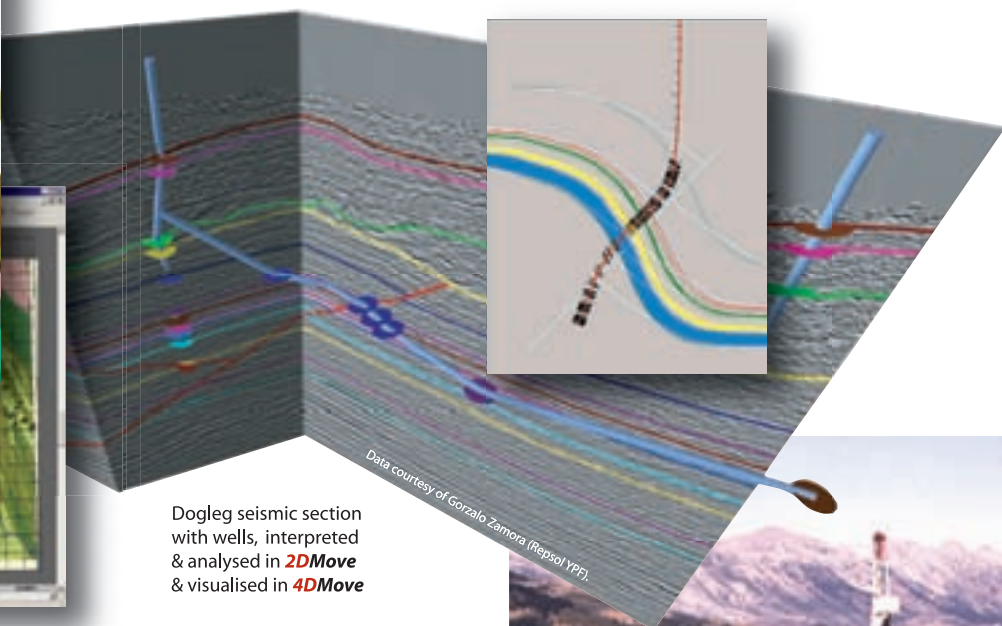 Data courtesy of Gorzalo Zamora (Repsol YPF).
Dogleg seismic section
with wells, interpreted
& analysed in 2DMove
& visualised in 4DMove